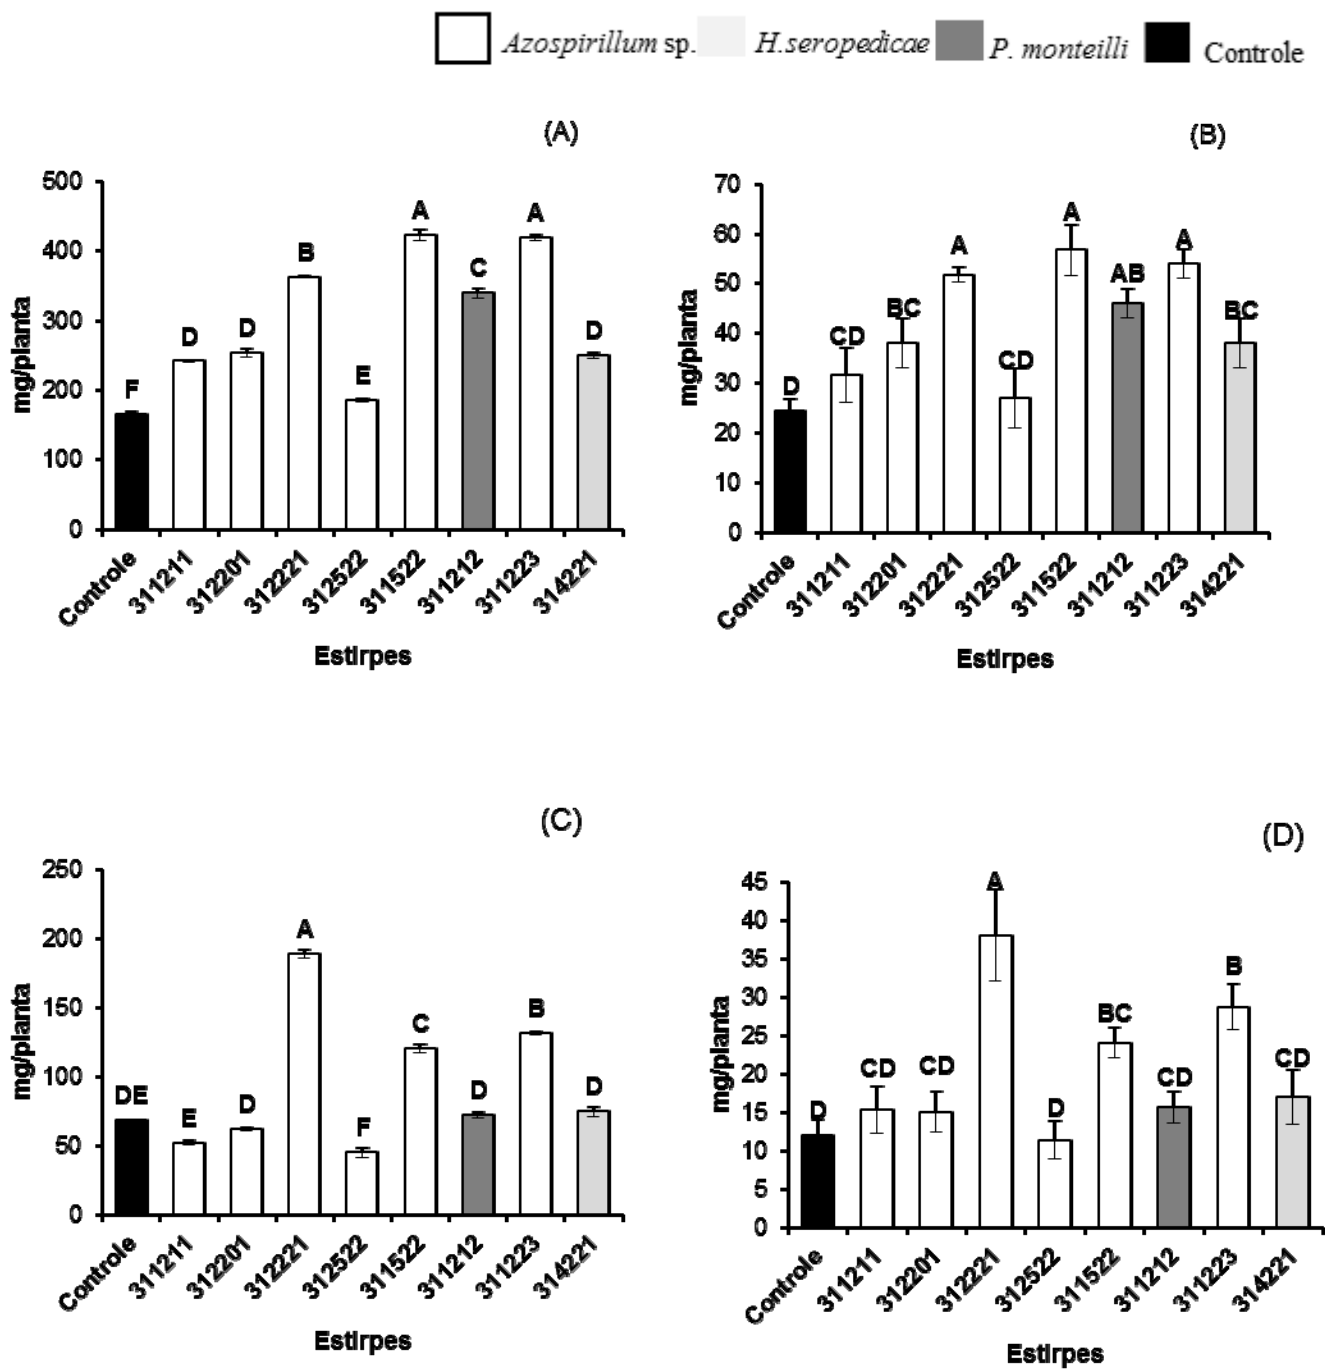 Azospirillum sp. H.seropedicae P. monteilli Controle
(A)
mg/planta
500
400
300
200
100
0
F D D B E A C A D
Controle 311211 312201 312221 312522 311522 311212 311223 314221
Estirpes
(B)
mg/planta
70
60
50
40
30
20
10
0
D CD BC A CD A AB A BC
Controle 311211 312201 312221 312522 311522 311212 311223 314221
Estirpes
(C)
mg/planta
250
200
150
100
50
0
DE E D A F C D B D
Controle 311211 312201 312221 312522 311522 311212 311223 314221
Estirpes
(D)
mg/planta
45
40
35
30
25
20
15
10
5
0
D CD CD A D BC CD B CD
Controle 311211 312201 312221 312522 311522 311212 311223 314221
Estirpes